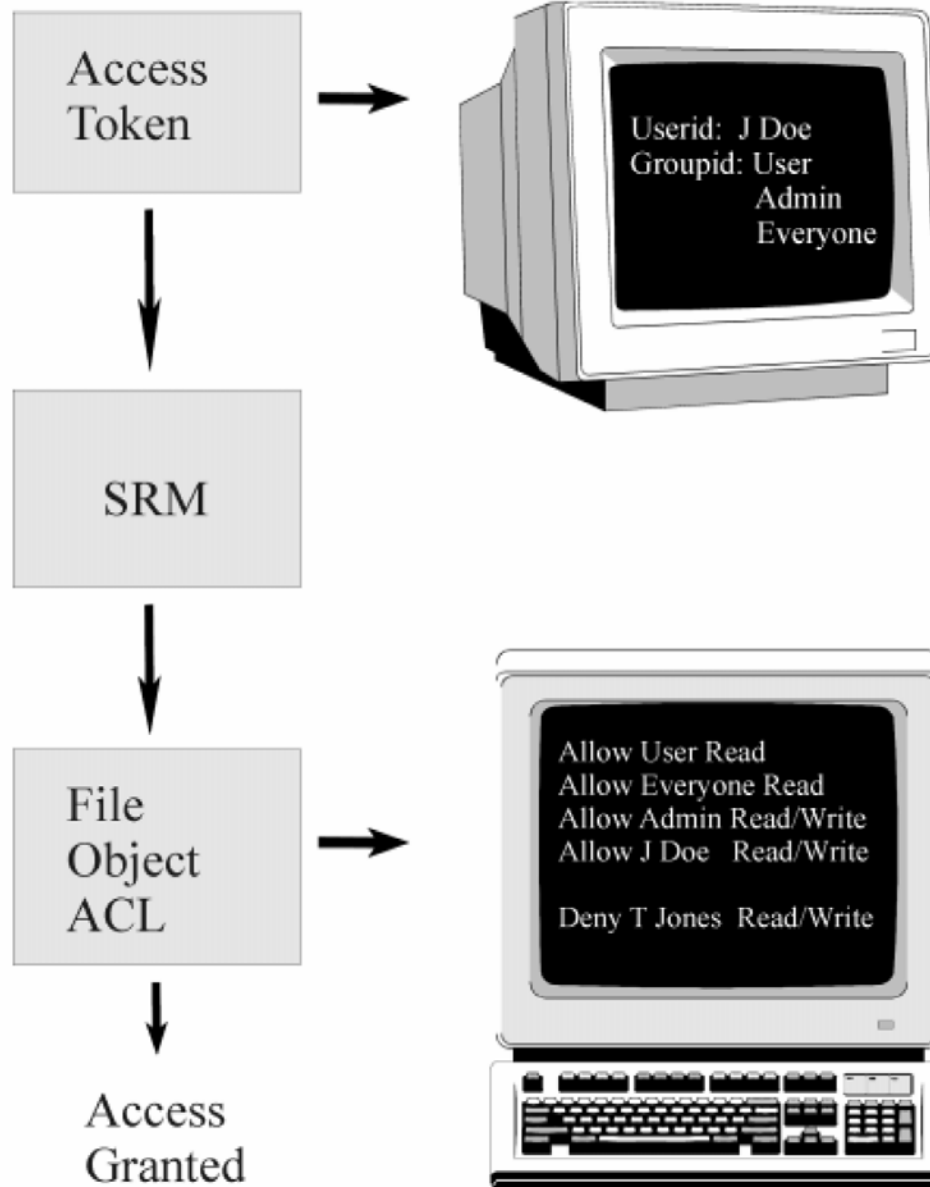 Access
Token
Userid: J Doe
Groupid: User
Admin
Everyone
SRM
File
Object
ACL
Allow User Read
Allow Everyone Read
Allow Admin Read/Write
Allow J Doe Read/Write
Deny T Jones Read/Write
Access
Granted